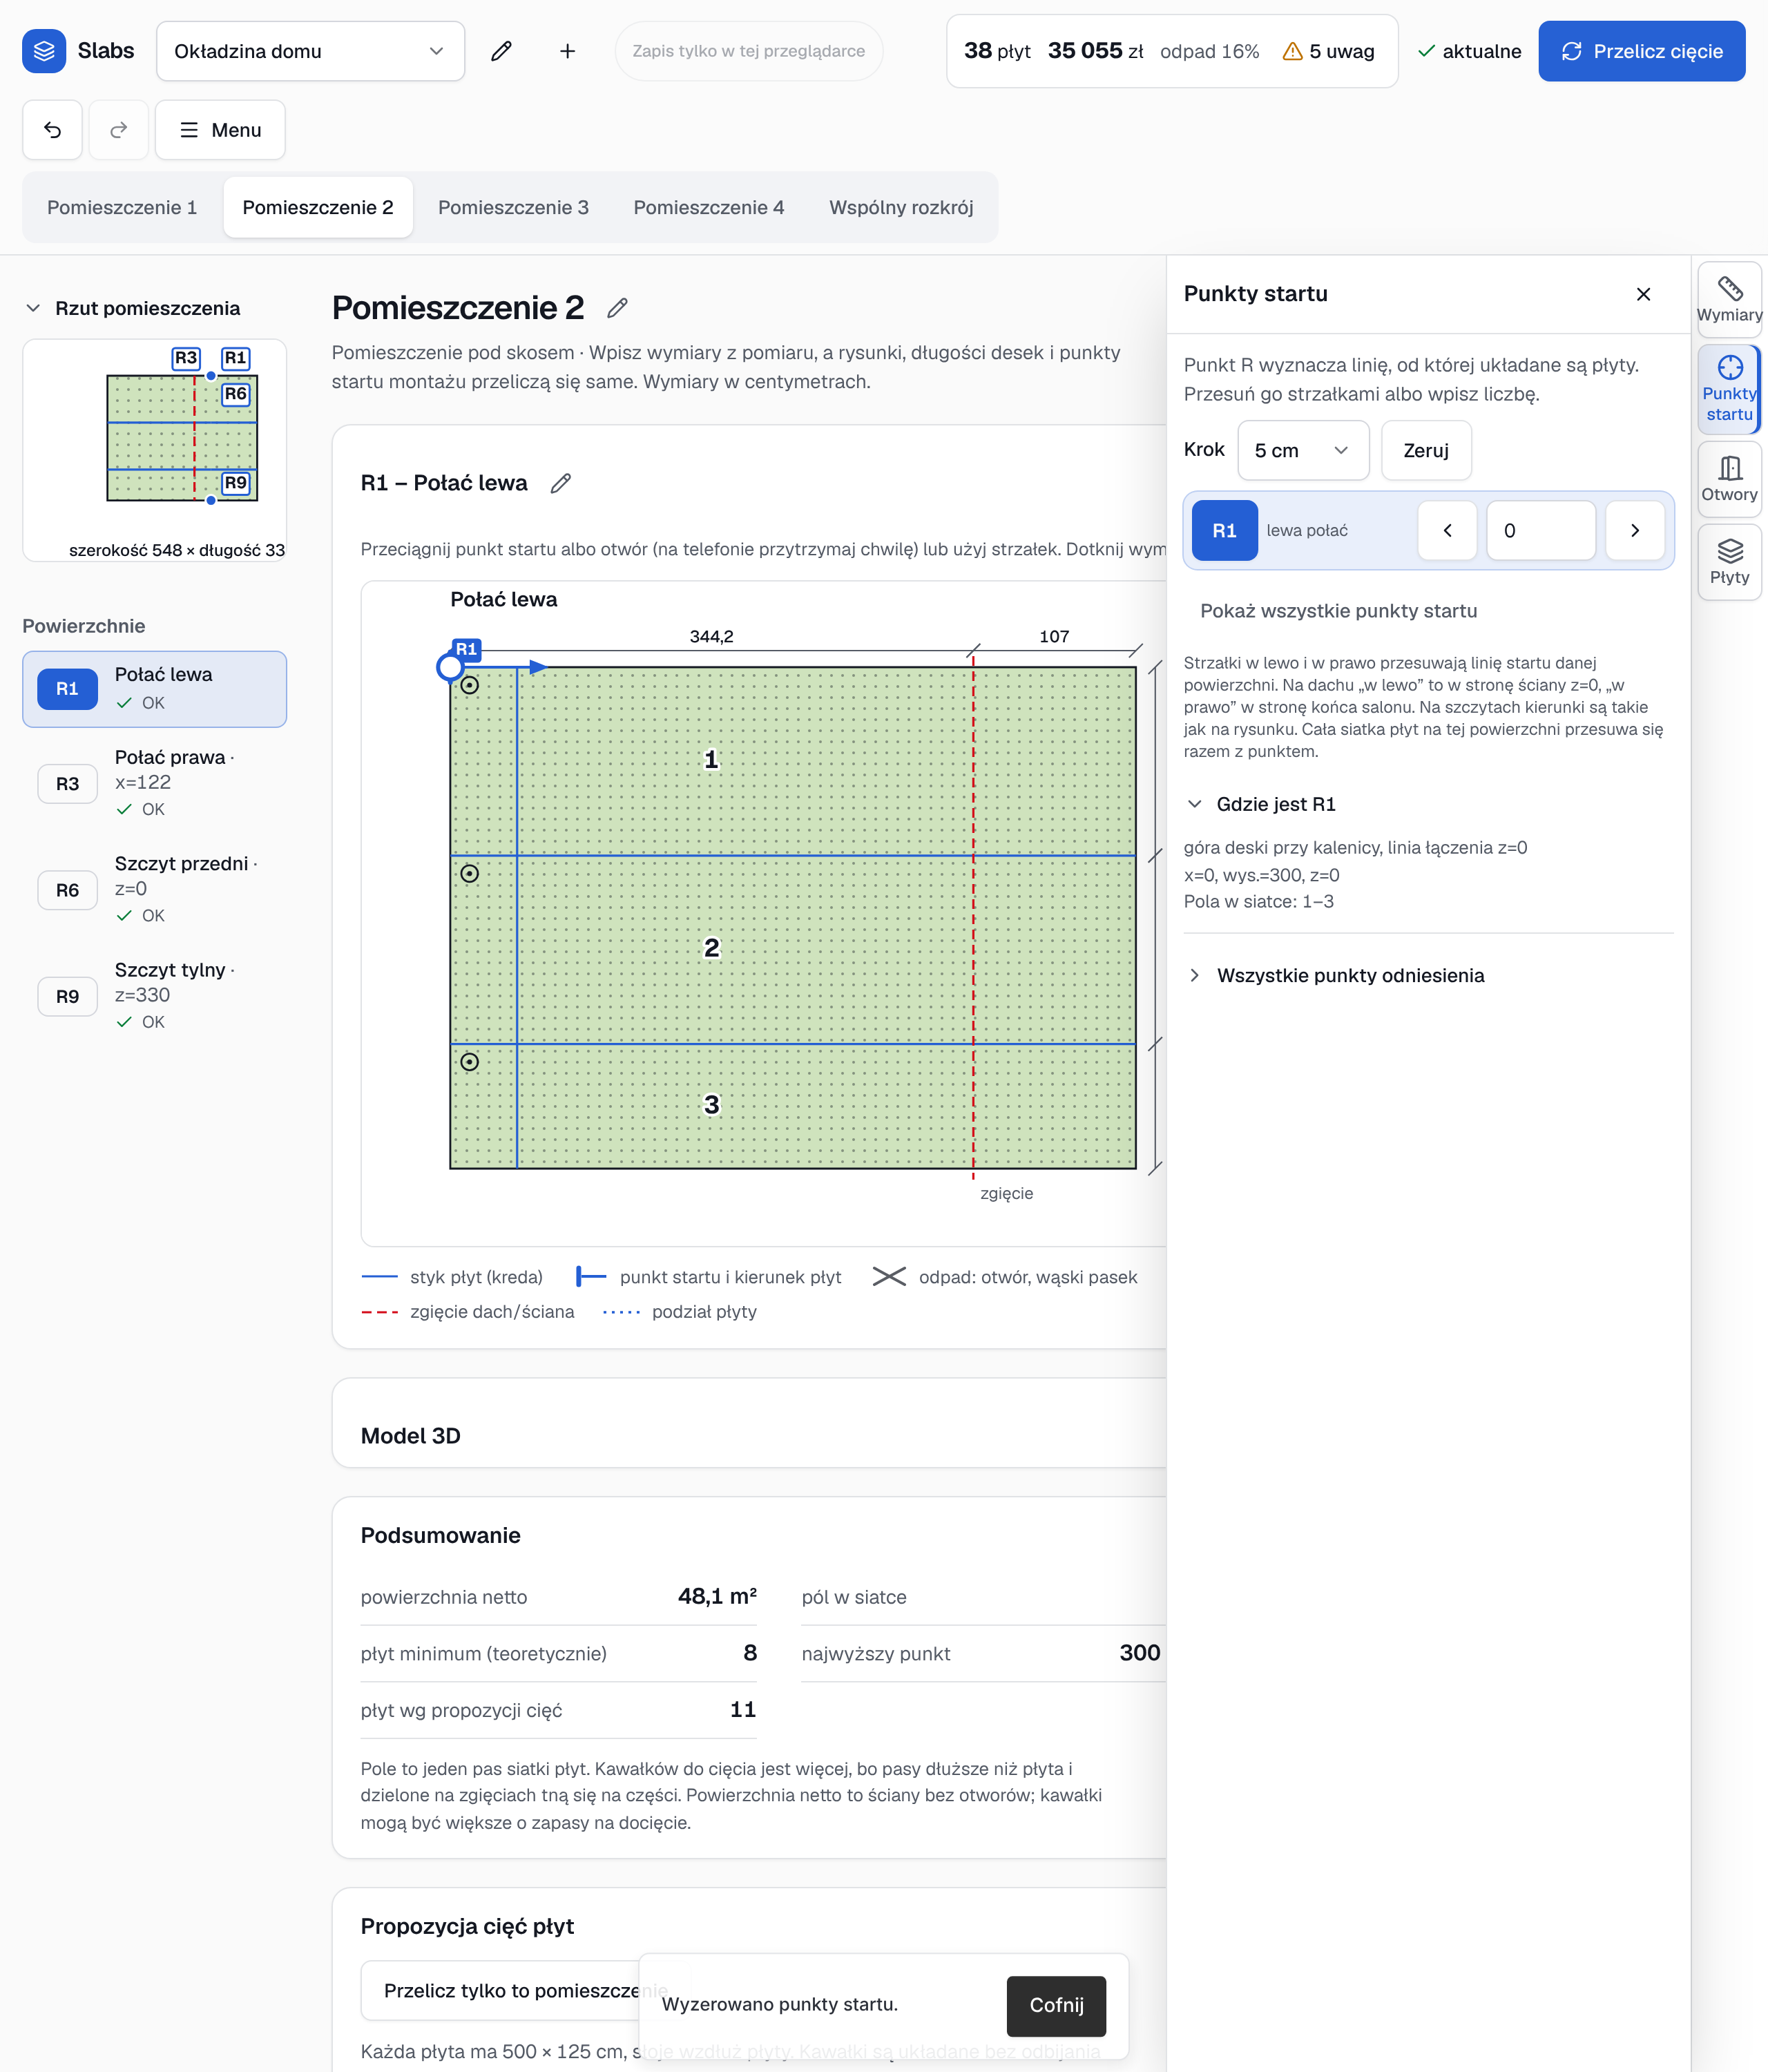 Slabs
Okładzina domu
Zapis tylko w tej przeglądarce
38 płyt 35 055 zł odpad 16% 5 uwag
aktualne
Przelicz cięcie
Menu
Pomieszczenie 1
Pomieszczenie 2
Pomieszczenie 3
Pomieszczenie 4
Wspólny rozkrój
Rzut pomieszczenia
R3
R1
R6
R9
szerokość 548 × długość 33
Powierzchnie
R1
Połać lewa
OK
R3
Połać prawa ·
x=122
OK
R6
Szczyt przedni ·
z=0
OK
R9
Szczyt tylny ·
z=330
OK
Pomieszczenie 2
Pomieszczenie pod skosem · Wpisz wymiary z pomiaru, a rysunki, długości desek i punkty
startu montażu przeliczą się same. Wymiary w centymetrach.
R1 – Połać lewa
Przeciągnij punkt startu albo otwór (na telefonie przytrzymaj chwilę) lub użyj strzałek. Dotknij wym
Połać lewa
R1
344,2
107
1
2
3
zgięcie
styk płyt (kreda)
punkt startu i kierunek płyt
odpad: otwór, wąski pasek
zgięcie dach/ściana
podział płyty
Model 3D
Podsumowanie
powierzchnia netto 48,1 m²
pól w siatce
płyt minimum (teoretycznie) 8
najwyższy punkt 300
płyt wg propozycji cięć 11
Pole to jeden pas siatki płyt. Kawałków do cięcia jest więcej, bo pasy dłuższe niż płyta i
dzielone na zgięciach tną się na części. Powierzchnia netto to ściany bez otworów; kawałki
mogą być większe o zapasy na docięcie.
Propozycja cięć płyt
Przelicz tylko to pomieszczenie
Każda płyta ma 500 × 125 cm, słoje wzdłuż płyty. Kawałki są układane bez odbijania
Wyzerowano punkty startu.
Cofnij
Punkty startu
Punkt R wyznacza linię, od której układane są płyty.
Przesuń go strzałkami albo wpisz liczbę.
Krok
5 cm
Zeruj
R1
lewa połać
0
Pokaż wszystkie punkty startu
Strzałki w lewo i w prawo przesuwają linię startu danej
powierzchni. Na dachu „w lewo” to w stronę ściany z=0, „w
prawo” w stronę końca salonu. Na szczytach kierunki są takie
jak na rysunku. Cała siatka płyt na tej powierzchni przesuwa się
razem z punktem.
Gdzie jest R1
góra deski przy kalenicy, linia łączenia z=0
x=0, wys.=300, z=0
Pola w siatce: 1–3
Wszystkie punkty odniesienia
Wymiary
Punkty
startu
Otwory
Płyty